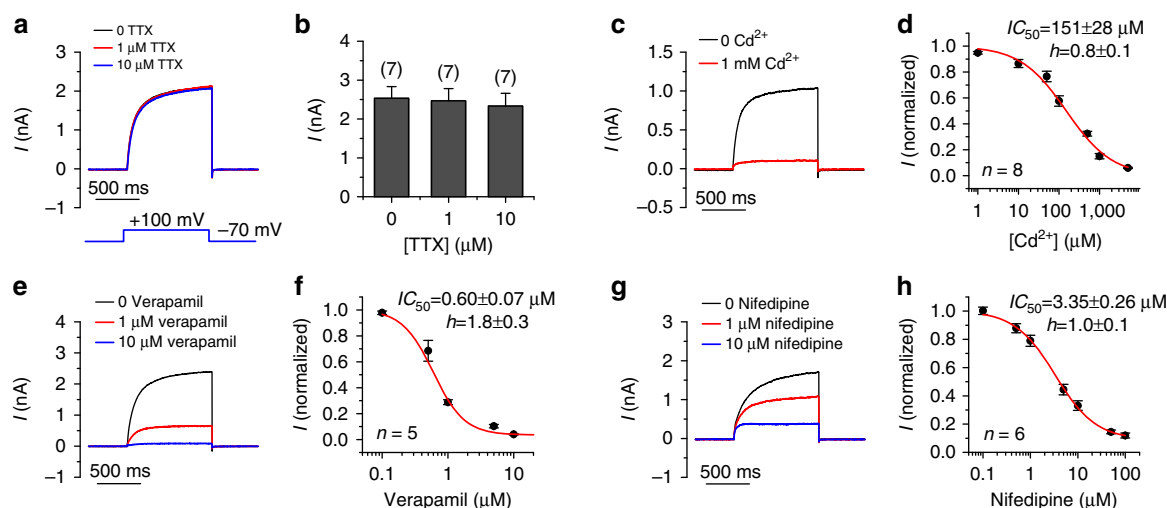 a
0 TTX
1 μM TTX
10 μM TTX
I (nA)
3
2
1
0
–1
500 ms
+100 mV
–70 mV
b
I (nA)
4
3
2
1
0
(7)
(7)
(7)
0
1
10
[TTX] (μM)
c
0 Cd²⁺
1 mM Cd²⁺
I (nA)
1.5
1.0
0.5
0.0
–0.5
500 ms
d
IC₅₀=151±28 μM
h=0.8±0.1
I (normalized)
1.0
0.8
0.6
0.4
0.2
0.0
n = 8
1
10
100
1,000
[Cd²⁺] (μM)
e
0 Verapamil
1 μM verapamil
10 μM verapamil
I (nA)
4
3
2
1
0
–1
500 ms
f
IC₅₀=0.60±0.07 μM
h=1.8±0.3
I (normalized)
1.0
0.8
0.6
0.4
0.2
0.0
n = 5
0.1
1
10
Verapamil (μM)
g
0 Nifedipine
1 μM nifedipine
10 μM nifedipine
I (nA)
3
2
1
0
–1
500 ms
h
IC₅₀=3.35±0.26 μM
h=1.0±0.1
I (normalized)
1.0
0.8
0.6
0.4
0.2
0.0
n = 6
0.1
1
10
100
Nifedipine (μM)